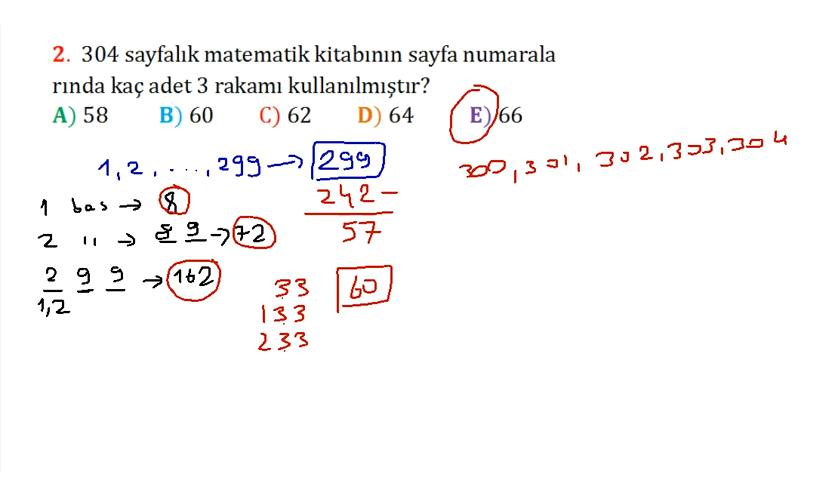 2. 304 sayfalık matematik kitabının sayfa numarala
rında kaç adet 3 rakamı kullanılmıştır?
A) 58 B) 60 C) 62 D) 64 E) 66
1, 2, ..., 299 → 299
300, 301, 302, 303, 304
1 bas → 8
242 -
2 " → 8 9 → 72
57
2 9 9 → 162
1,2
33
60
133
233